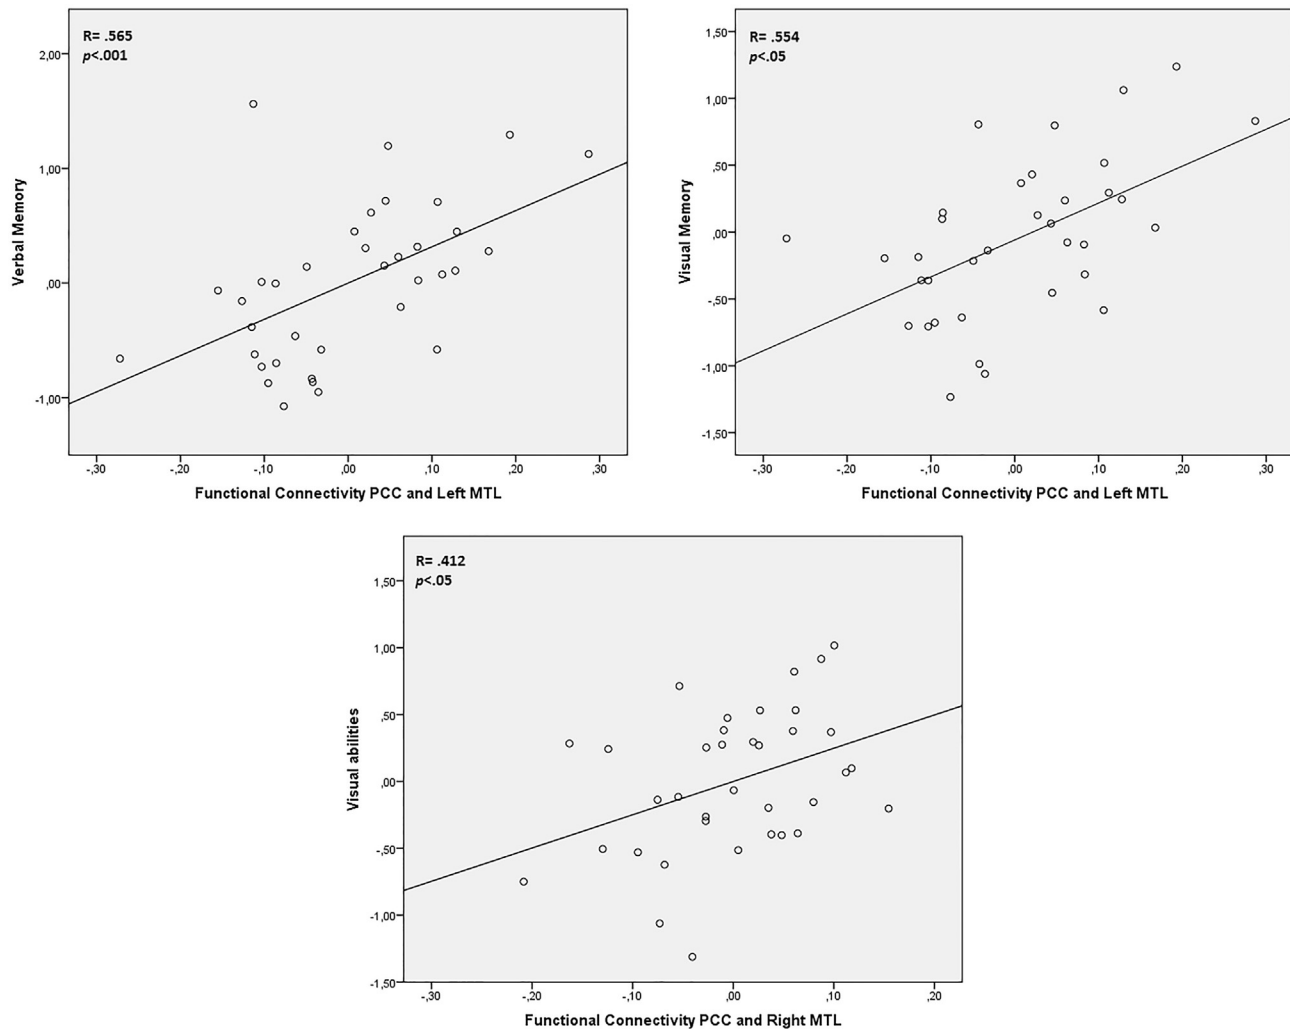 R= .565
p<.001
2,00
1,00
,00
-1,00
Verbal Memory
-,30 -,20 -,10 ,00 ,10 ,20 ,30
Functional Connectivity PCC and Left MTL
R= .554
p<.05
1,50
1,00
,50
,00
-,50
-1,00
-1,50
Visual Memory
-,30 -,20 -,10 ,00 ,10 ,20 ,30
Functional Connectivity PCC and Left MTL
R= .412
p<.05
1,50
1,00
,50
,00
-,50
-1,00
-1,50
Visual abilities
-,30 -,20 -,10 ,00 ,10 ,20
Functional Connectivity PCC and Right MTL